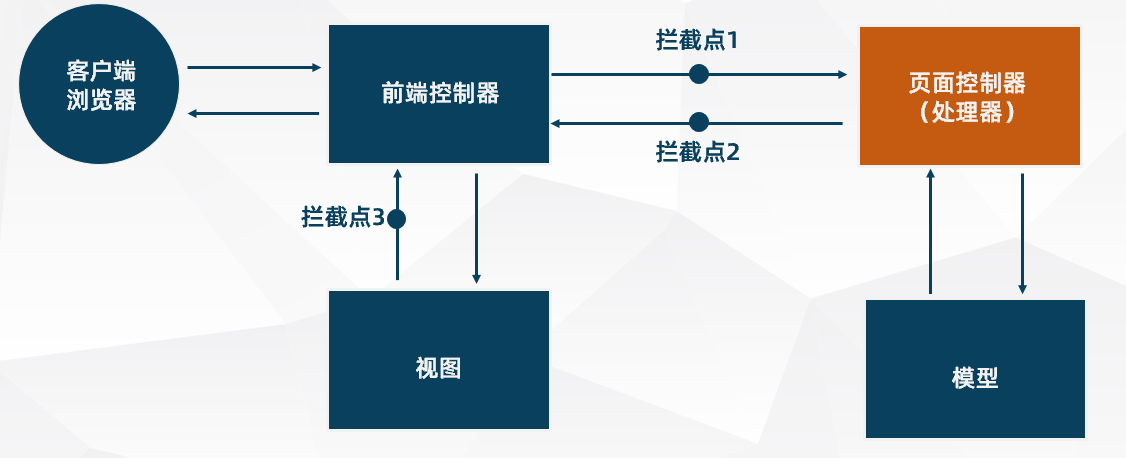 客户端
浏览器
前端控制器
拦截点1
拦截点2
页面控制器
（处理器）
拦截点3
视图
模型